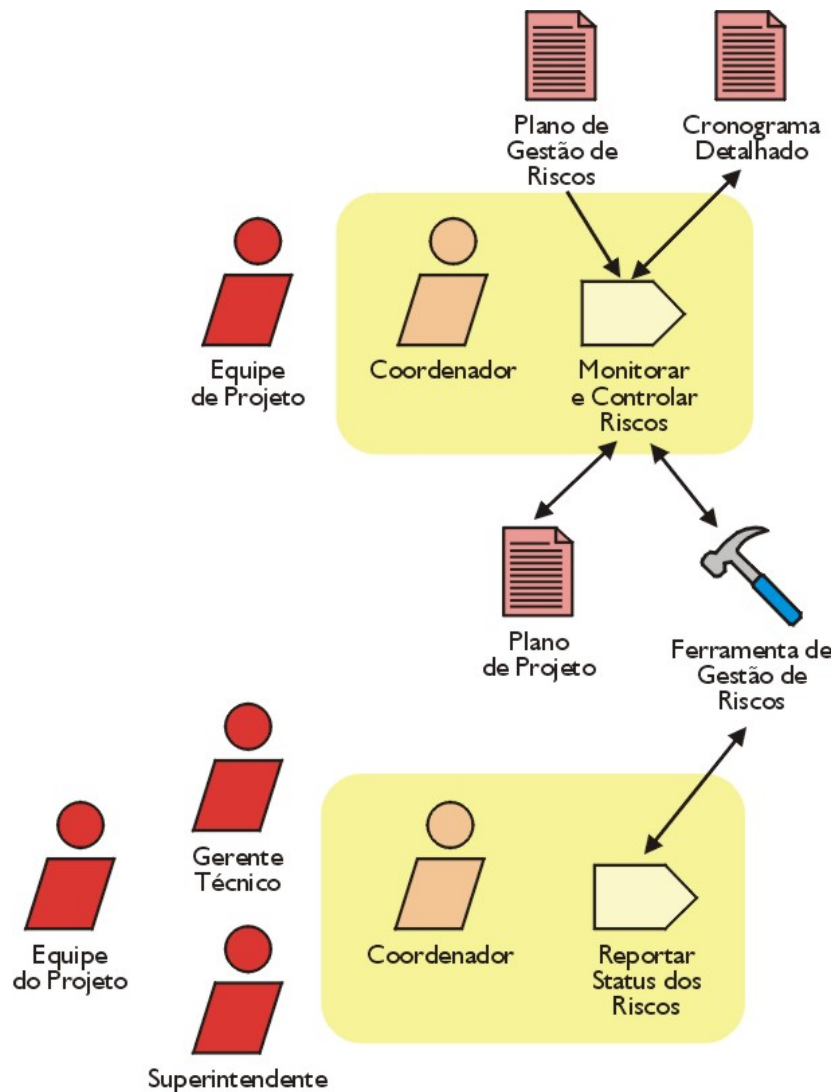 Plano de
Gestão de
Riscos
Cronograma
Detalhado
Equipe
de Projeto
Coordenador
Monitorar
e Controlar
Riscos
Plano
de Projeto
Ferramenta de
Gestão de
Riscos
Gerente
Técnico
Equipe
do Projeto
Coordenador
Reportar
Status dos
Riscos
Superintendente